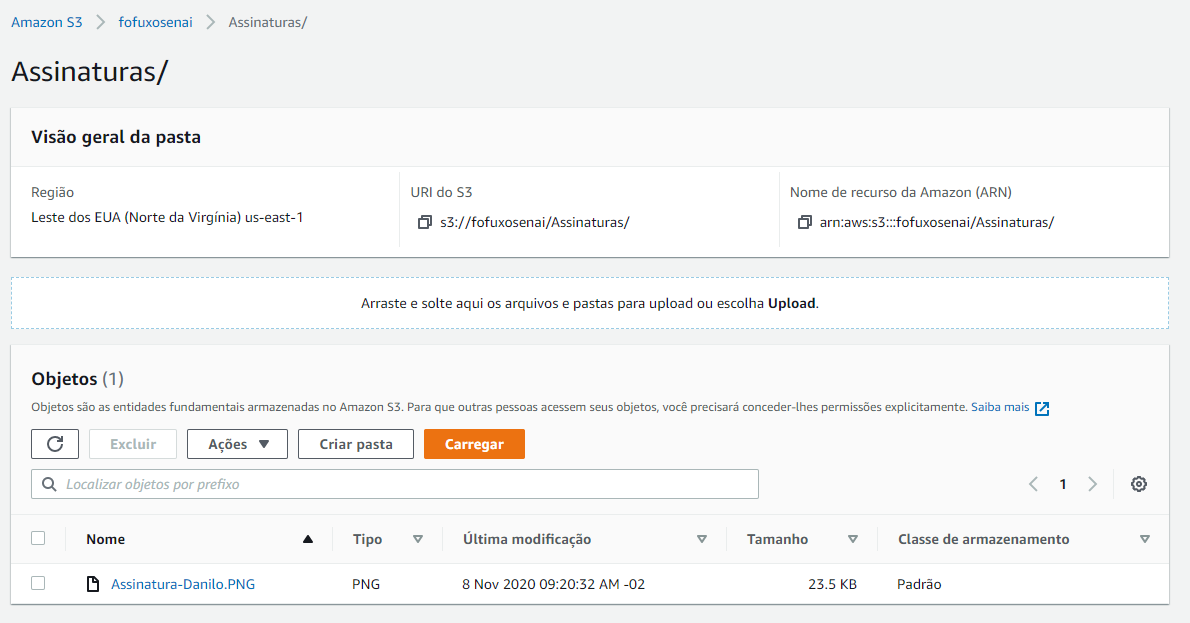 Amazon S3 > fofuxosenai > Assinaturas/
Assinaturas/
Visão geral da pasta
Região
Leste dos EUA (Norte da Virgínia) us-east-1
URI do S3
s3://fofuxosenai/Assinaturas/
Nome de recurso da Amazon (ARN)
arn:aws:s3:::fofuxosenai/Assinaturas/
Arraste e solte aqui os arquivos e pastas para upload ou escolha Upload.
Objetos (1)
Objetos são as entidades fundamentais armazenadas no Amazon S3. Para que outras pessoas acessem seus objetos, você precisará conceder-lhes permissões explicitamente. Saiba mais
Excluir Ações Criar pasta Carregar
Localizar objetos por prefixo
1
Nome Tipo Última modificação Tamanho Classe de armazenamento
Assinatura-Danilo.PNG PNG 8 Nov 2020 09:20:32 AM -02 23.5 KB Padrão